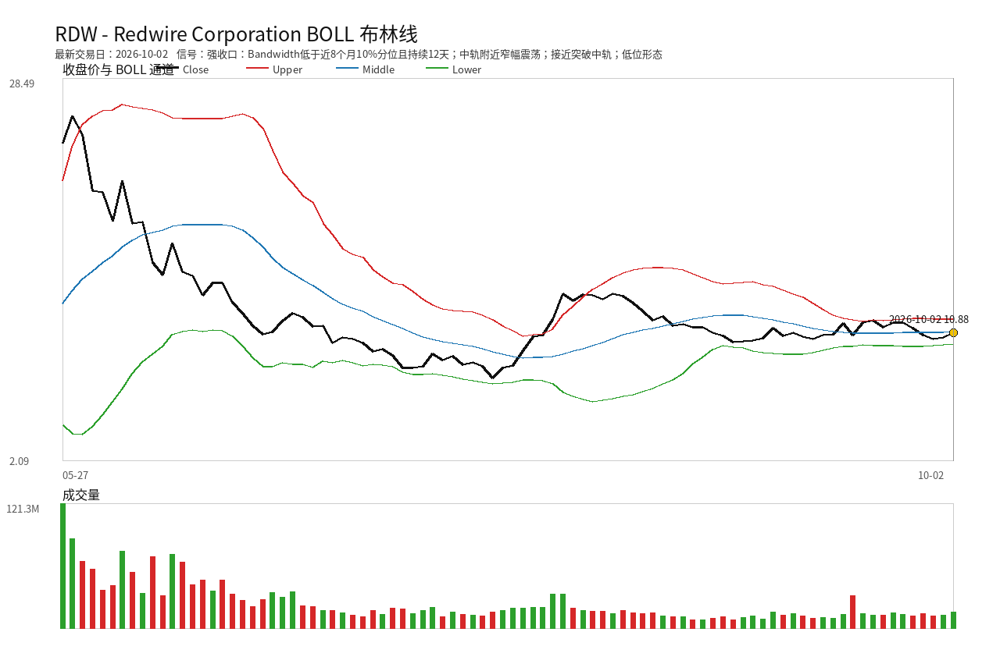 RDW - Redwire Corporation BOLL 布林线
最新交易日：2026-10-02 信号：强收口：Bandwidth低于近8个月10%分位且持续12天；中轨附近窄幅震荡；接近突破中轨；低位形态
收盘价与 BOLL 通道 Close Upper Middle Lower
28.49
2026-10-02 10.88
2.09
05-27 10-02
成交量
121.3M